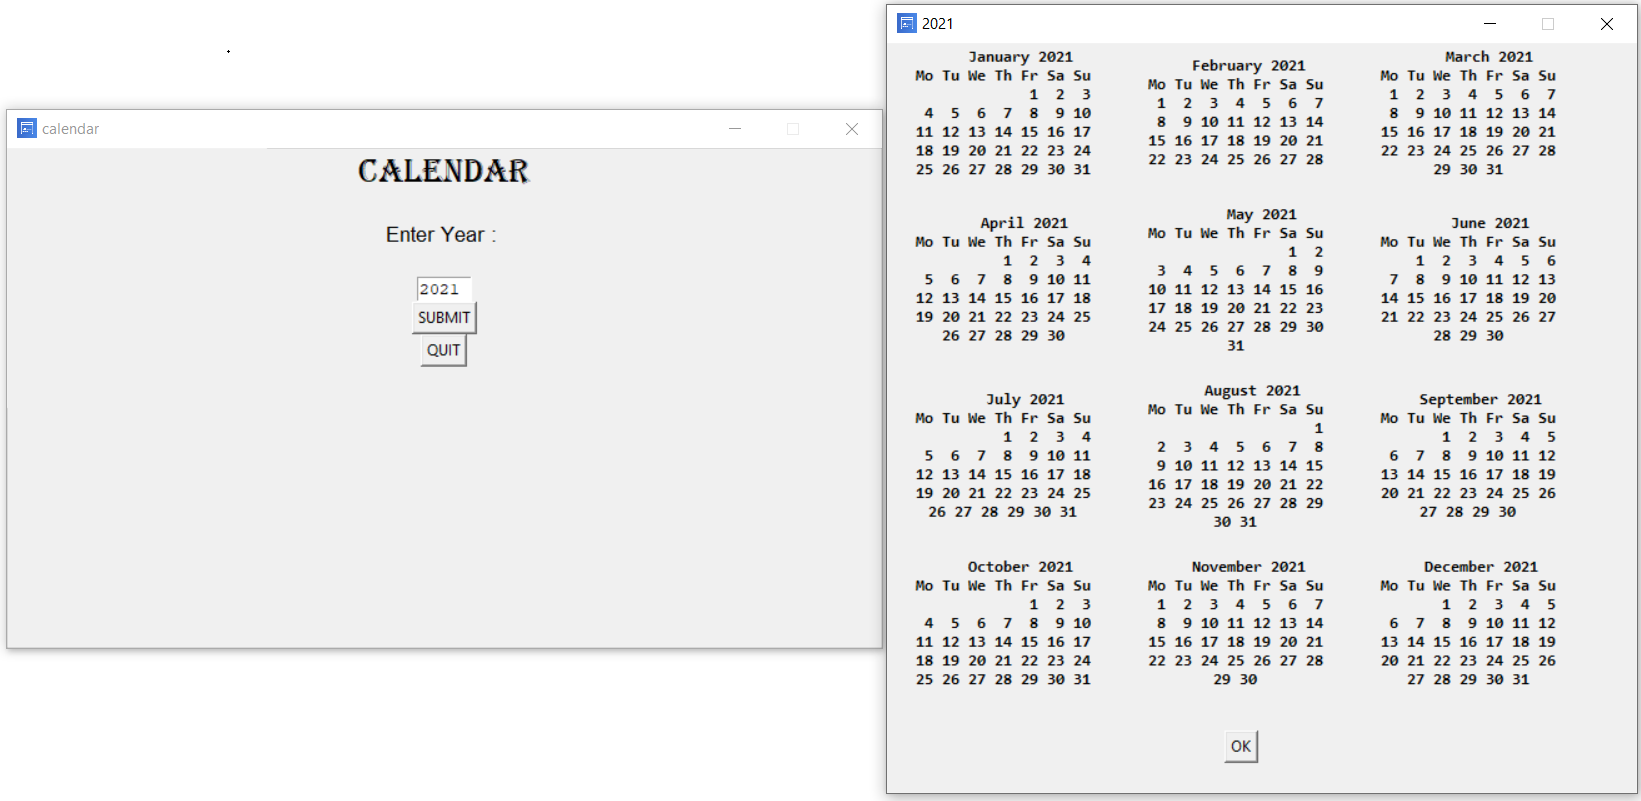 calendar
CALENDAR
Enter Year :
2021
SUBMIT
QUIT
2021
January 2021
Mo Tu We Th Fr Sa Su
1 2 3
4 5 6 7 8 9 10
11 12 13 14 15 16 17
18 19 20 21 22 23 24
25 26 27 28 29 30 31
February 2021
Mo Tu We Th Fr Sa Su
1 2 3 4 5 6 7
8 9 10 11 12 13 14
15 16 17 18 19 20 21
22 23 24 25 26 27 28
March 2021
Mo Tu We Th Fr Sa Su
1 2 3 4 5 6 7
8 9 10 11 12 13 14
15 16 17 18 19 20 21
22 23 24 25 26 27 28
29 30 31
April 2021
Mo Tu We Th Fr Sa Su
1 2 3 4
5 6 7 8 9 10 11
12 13 14 15 16 17 18
19 20 21 22 23 24 25
26 27 28 29 30
May 2021
Mo Tu We Th Fr Sa Su
1 2
3 4 5 6 7 8 9
10 11 12 13 14 15 16
17 18 19 20 21 22 23
24 25 26 27 28 29 30
31
June 2021
Mo Tu We Th Fr Sa Su
1 2 3 4 5 6
7 8 9 10 11 12 13
14 15 16 17 18 19 20
21 22 23 24 25 26 27
28 29 30
July 2021
Mo Tu We Th Fr Sa Su
1 2 3 4
5 6 7 8 9 10 11
12 13 14 15 16 17 18
19 20 21 22 23 24 25
26 27 28 29 30 31
August 2021
Mo Tu We Th Fr Sa Su
1
2 3 4 5 6 7 8
9 10 11 12 13 14 15
16 17 18 19 20 21 22
23 24 25 26 27 28 29
30 31
September 2021
Mo Tu We Th Fr Sa Su
1 2 3 4 5
6 7 8 9 10 11 12
13 14 15 16 17 18 19
20 21 22 23 24 25 26
27 28 29 30
October 2021
Mo Tu We Th Fr Sa Su
1 2 3
4 5 6 7 8 9 10
11 12 13 14 15 16 17
18 19 20 21 22 23 24
25 26 27 28 29 30 31
November 2021
Mo Tu We Th Fr Sa Su
1 2 3 4 5 6 7
8 9 10 11 12 13 14
15 16 17 18 19 20 21
22 23 24 25 26 27 28
29 30
December 2021
Mo Tu We Th Fr Sa Su
1 2 3 4 5
6 7 8 9 10 11 12
13 14 15 16 17 18 19
20 21 22 23 24 25 26
27 28 29 30 31
OK